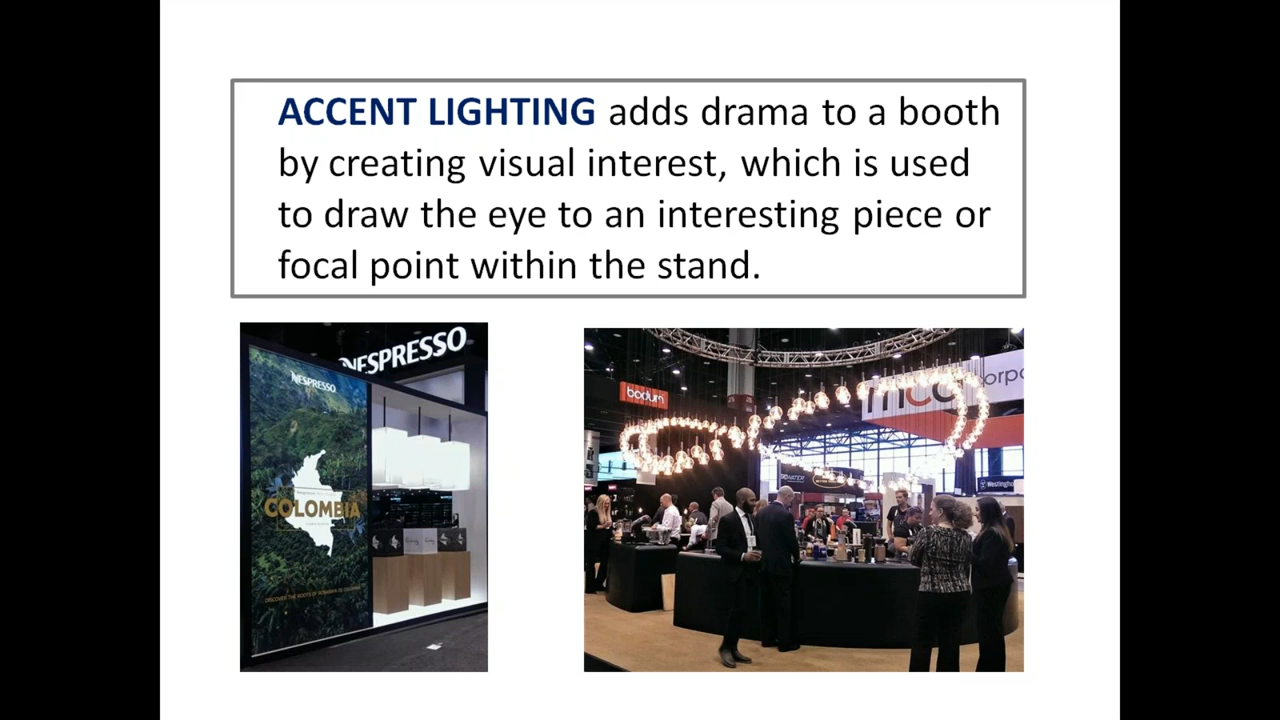 ACCENT LIGHTING adds drama to a booth
by creating visual interest, which is used
to draw the eye to an interesting piece or
focal point within the stand.
NESPRESSO
NESPRESSO
COLOMBIA
bodum